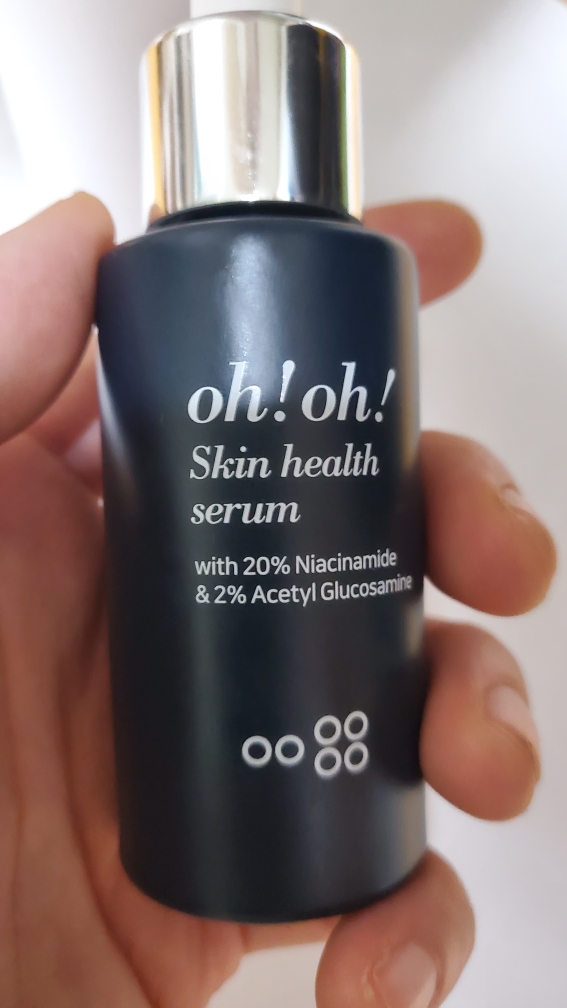 oh! oh!
Skin health
serum
with 20% Niacinamide
& 2% Acetyl Glucosamine